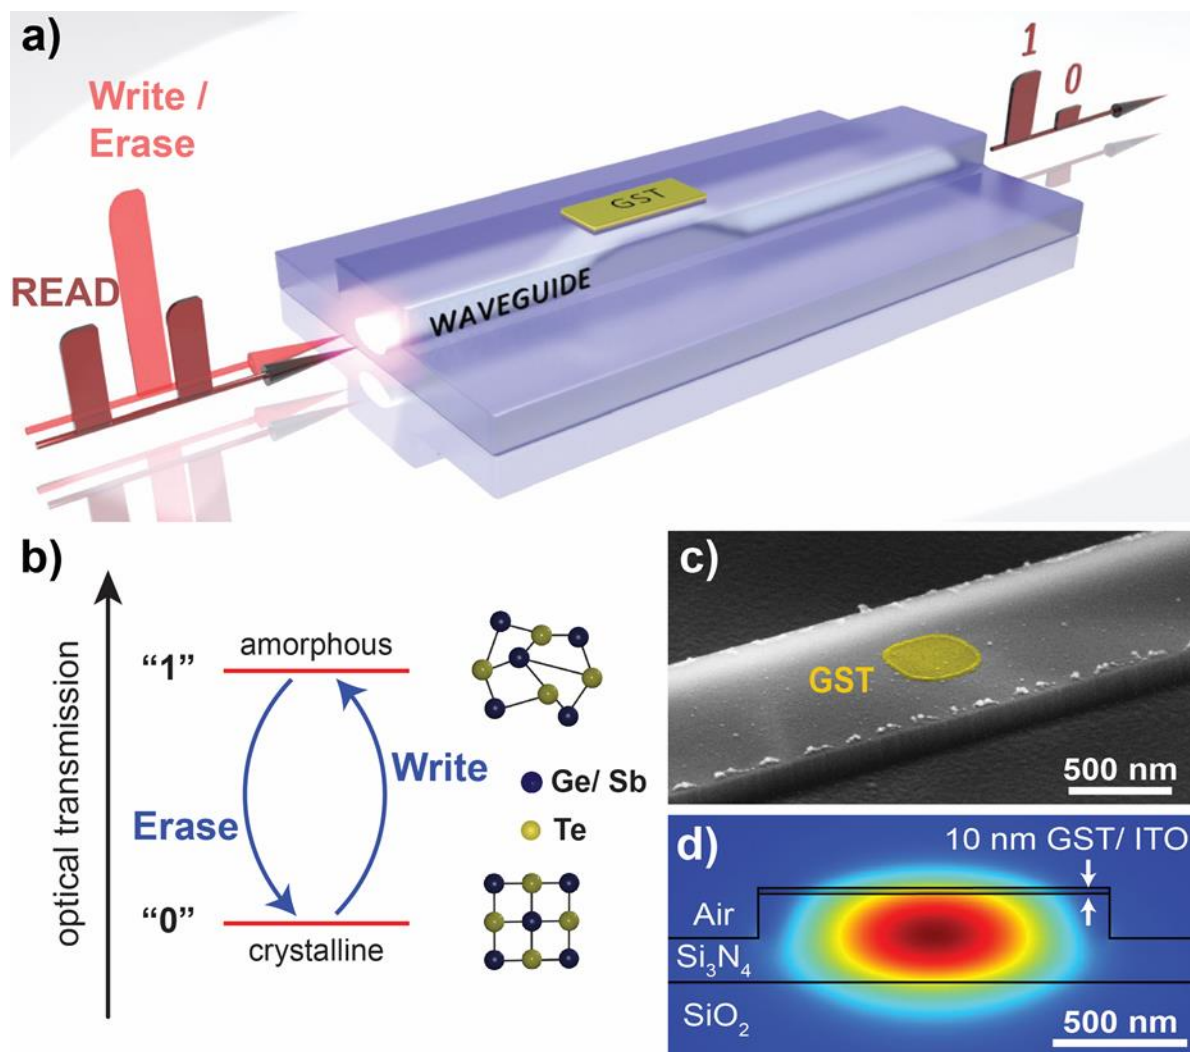 a)
Write /
Erase
READ
GST
WAVEGUIDE
1
0
b)
optical transmission
“1”
amorphous
Erase
Write
“0”
crystalline
Ge/ Sb
Te
c)
GST
500 nm
d)
10 nm GST/ ITO
Air
Si₃N₄
SiO₂
500 nm